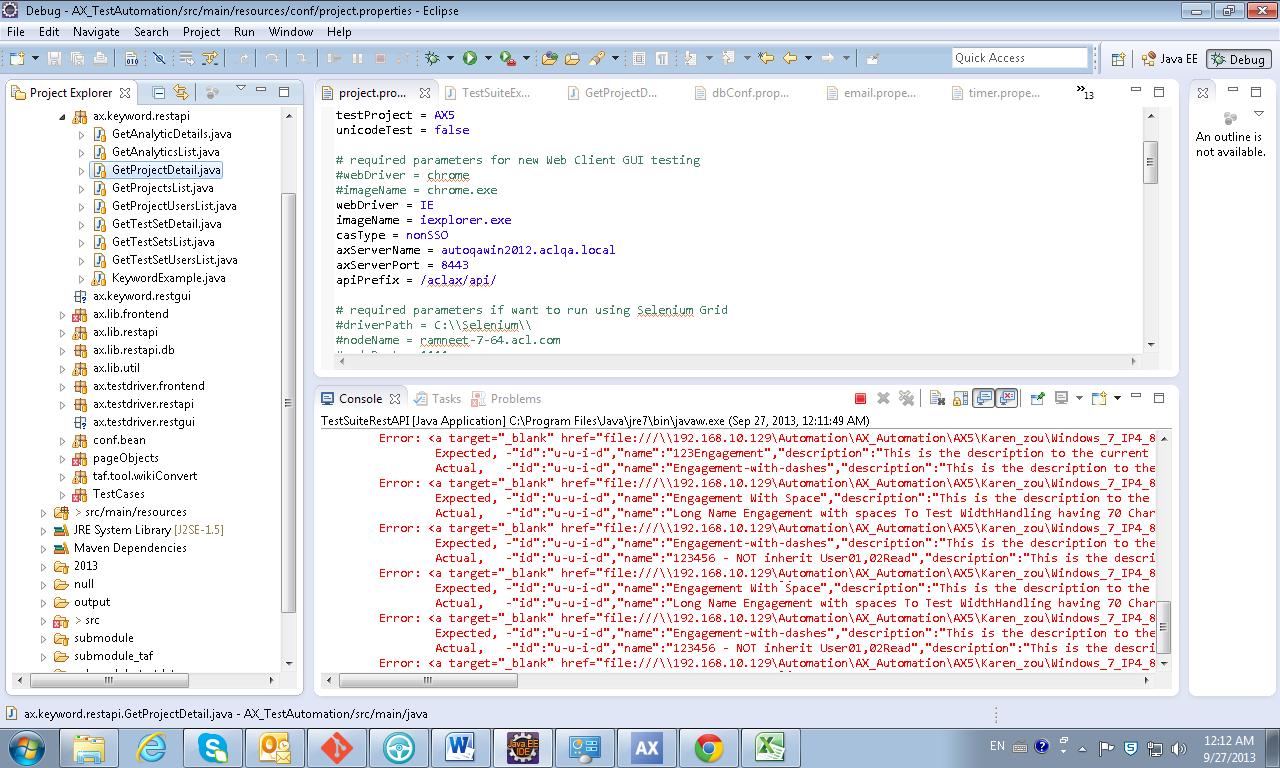 Debug - AX_TestAutomation/src/main/resources/conf/project.properties - Eclipse
File Edit Navigate Search Project Run Window Help
Quick Access
Java EE
Debug
Project Explorer
ax.keyword.restapi
GetAnalyticDetails.java
GetAnalyticsList.java
GetProjectDetail.java
GetProjectsList.java
GetProjectUsersList.java
GetTestSetDetail.java
GetTestSetsList.java
GetTestSetUsersList.java
KeywordExample.java
ax.keyword.restgui
ax.lib.frontend
ax.lib.restapi
ax.lib.restapi.db
ax.lib.util
ax.testdriver.frontend
ax.testdriver.restapi
ax.testdriver.restgui
conf.bean
pageObjects
taf.tool.wikiConvert
TestCases
> src/main/resources
JRE System Library [J2SE-1.5]
Maven Dependencies
2013
null
output
> src
submodule
submodule_taf
project.pro... TestSuiteEx... GetProjectD... dbConf.prop... email.prope... timer.prope... »13
testProject = AX5
unicodeTest = false
# required parameters for new Web Client GUI testing
#webDriver = chrome
#imageName = chrome.exe
webDriver = IE
imageName = iexplorer.exe
casType = nonSSO
axServerName = autoqawin2012.aclqa.local
axServerPort = 8443
apiPrefix = /aclax/api/
# required parameters if want to run using Selenium Grid
#driverPath = C:\\Selenium\\
#nodeName = ramneet-7-64.acl.com
An outline is
not available.
Console Tasks Problems
TestSuiteRestAPI [Java Application] C:\Program Files\Java\jre7\bin\javaw.exe (Sep 27, 2013, 12:11:49 AM)
Error: <a target="_blank" href="file:///\\192.168.10.129\Automation\AX_Automation\AX5\Karen_zou\Windows_7_IP4_8
Expected, -"id":"u-u-i-d","name":"123Engagement","description":"This is the description to the current
Actual, -"id":"u-u-i-d","name":"Engagement-with-dashes","description":"This is the description to the
Error: <a target="_blank" href="file:///\\192.168.10.129\Automation\AX_Automation\AX5\Karen_zou\Windows_7_IP4_8
Expected, -"id":"u-u-i-d","name":"Engagement With Space","description":"This is the description to the
Actual, -"id":"u-u-i-d","name":"Long Name Engagement with spaces To Test WidthHandling having 70 Char
Error: <a target="_blank" href="file:///\\192.168.10.129\Automation\AX_Automation\AX5\Karen_zou\Windows_7_IP4_8
Expected, -"id":"u-u-i-d","name":"Engagement-with-dashes","description":"This is the description to the
Actual, -"id":"u-u-i-d","name":"123456 - NOT inherit User01,02Read","description":"This is the descri
Error: <a target="_blank" href="file:///\\192.168.10.129\Automation\AX_Automation\AX5\Karen_zou\Windows_7_IP4_8
Expected, -"id":"u-u-i-d","name":"Engagement With Space","description":"This is the description to the
Actual, -"id":"u-u-i-d","name":"Long Name Engagement with spaces To Test WidthHandling having 70 Char
Error: <a target="_blank" href="file:///\\192.168.10.129\Automation\AX_Automation\AX5\Karen_zou\Windows_7_IP4_8
Expected, -"id":"u-u-i-d","name":"Engagement-with-dashes","description":"This is the description to the
Actual, -"id":"u-u-i-d","name":"123456 - NOT inherit User01,02Read","description":"This is the descri
Error: <a target="_blank" href="file:///\\192.168.10.129\Automation\AX_Automation\AX5\Karen_zou\Windows_7_IP4_8
ax.keyword.restapi.GetProjectDetail.java - AX_TestAutomation/src/main/java
Java EE
IDE
AX
EN
12:12 AM
9/27/2013